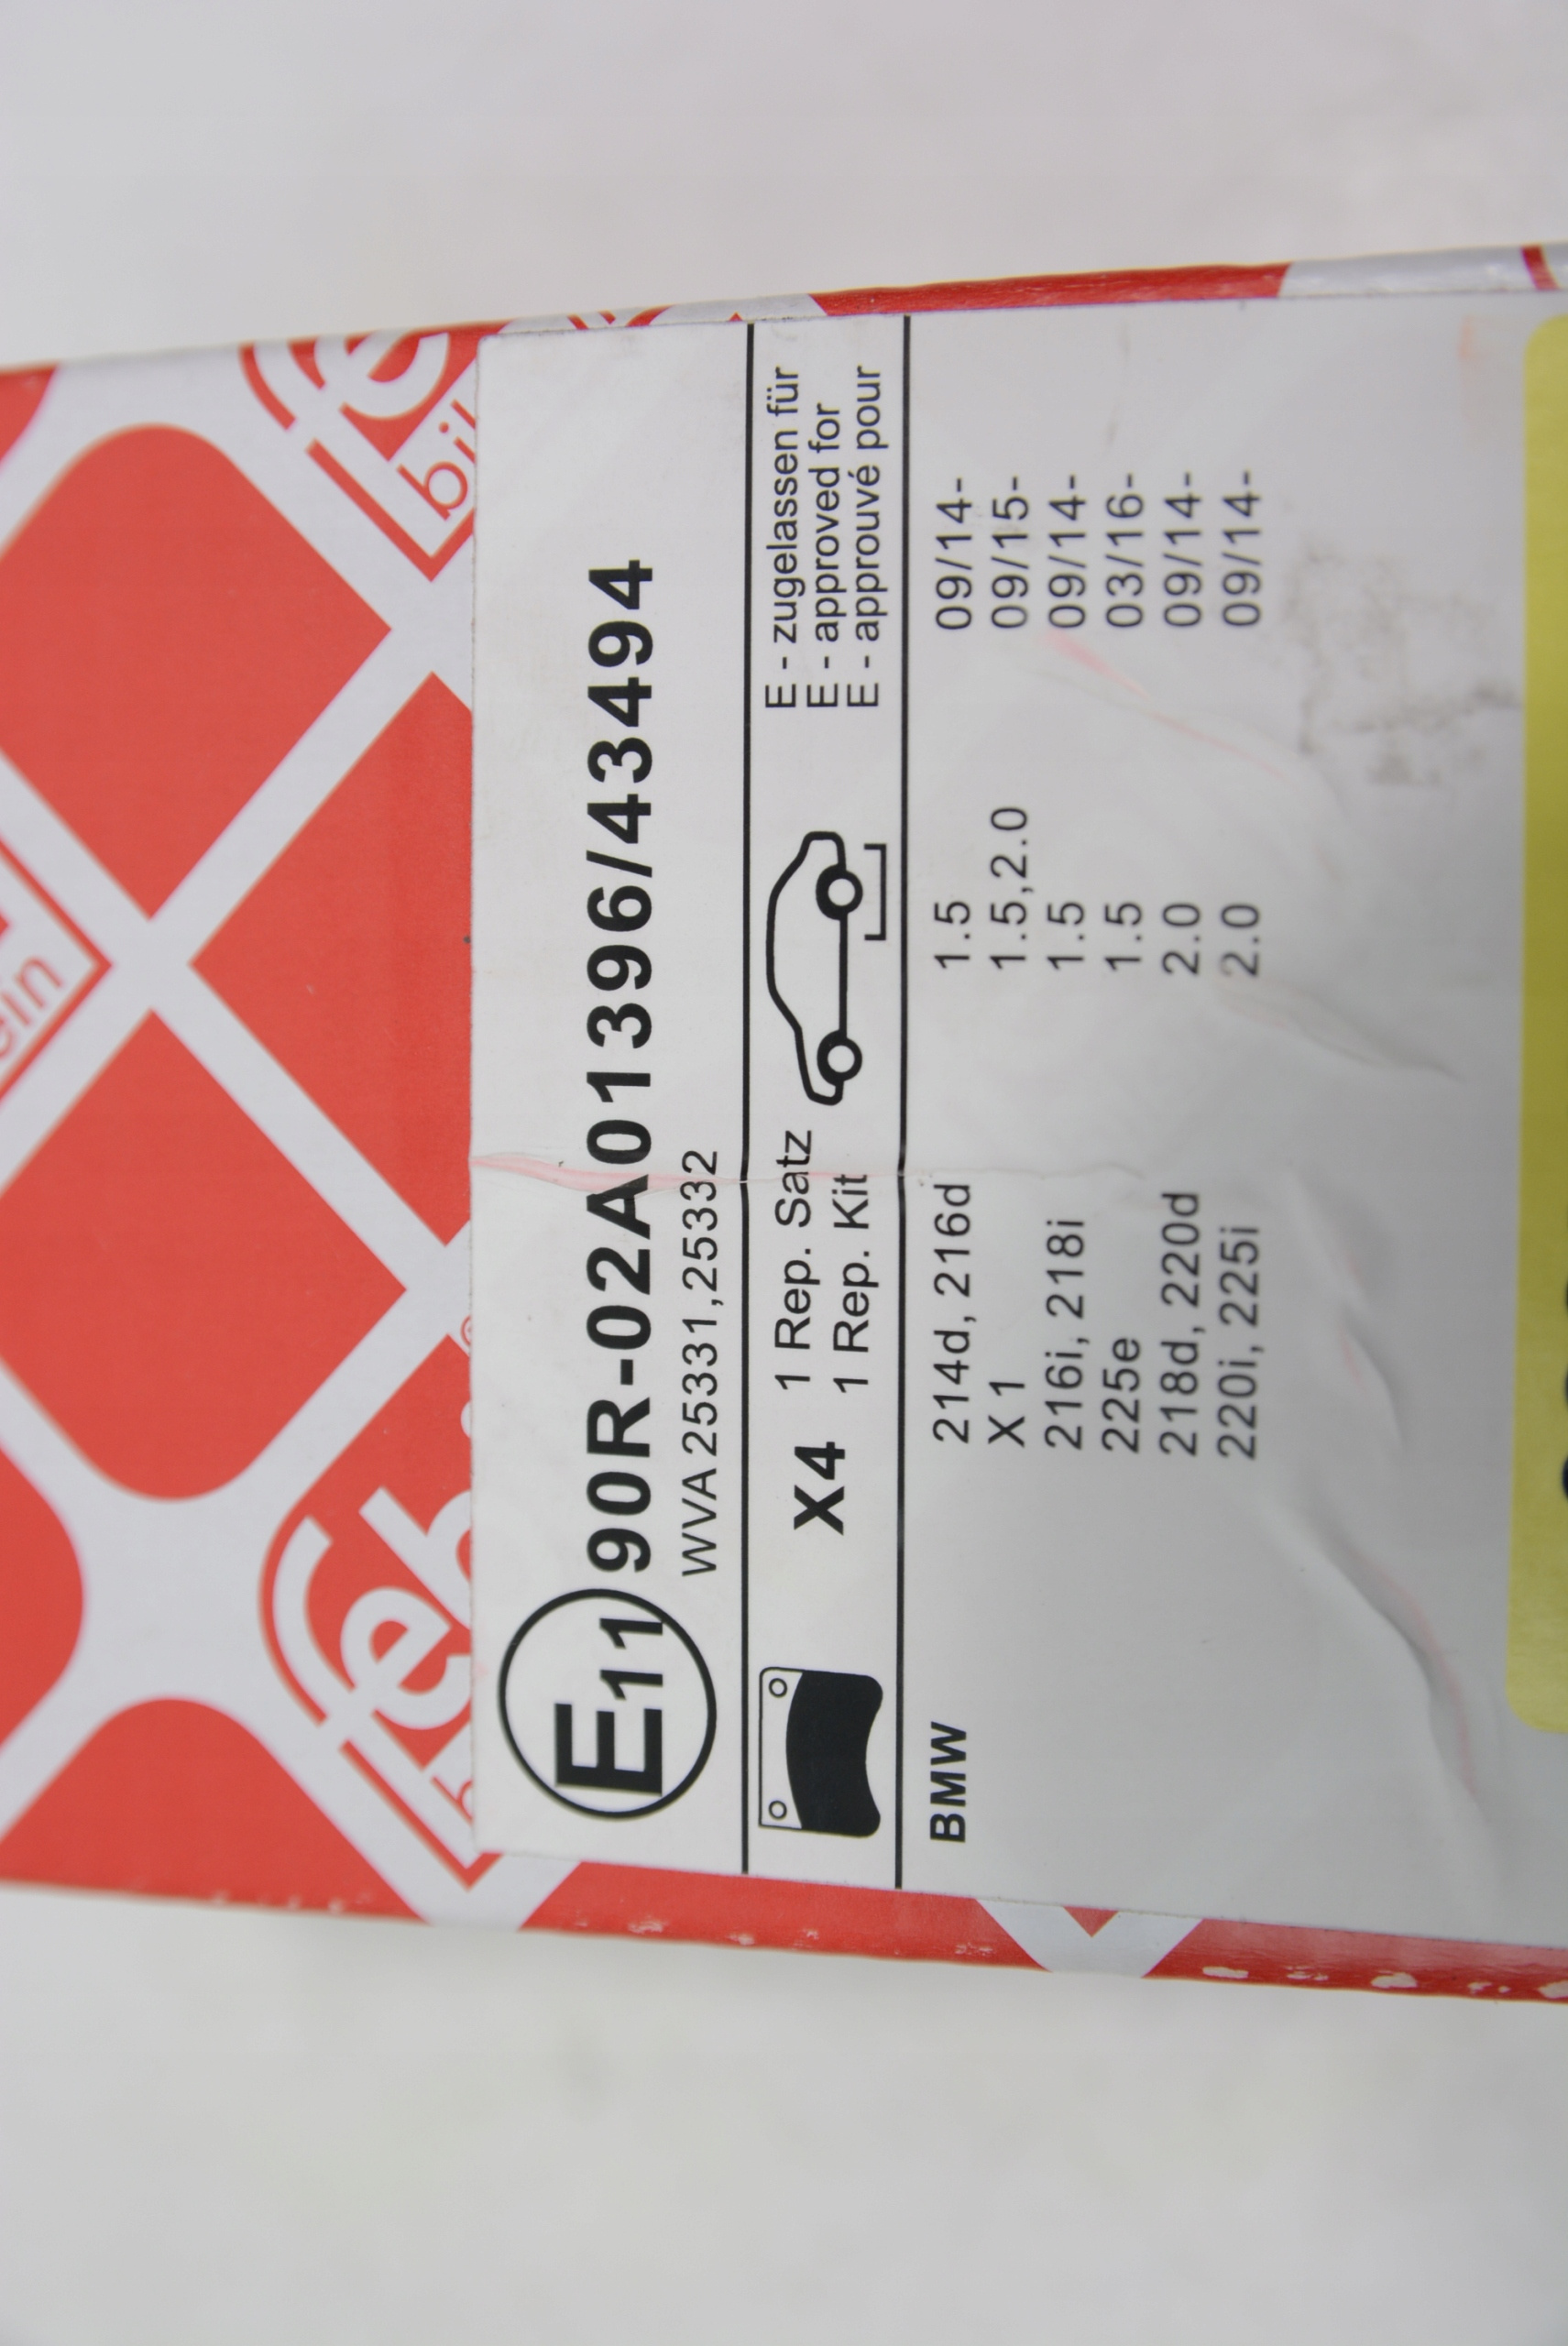 E11 90R-02A01396/43494
WVA 25331,25332
X4
1 Rep. Satz
1 Rep. Kit
E - zugelassen für
E - approved for
E - approuvé pour
BMW
214d, 216d 1.5 09/14-
X1 1.5,2.0 09/15-
216i, 218i 1.5 09/14-
225e 1.5 03/16-
218d, 220d 2.0 09/14-
220i, 225i 2.0 09/14-